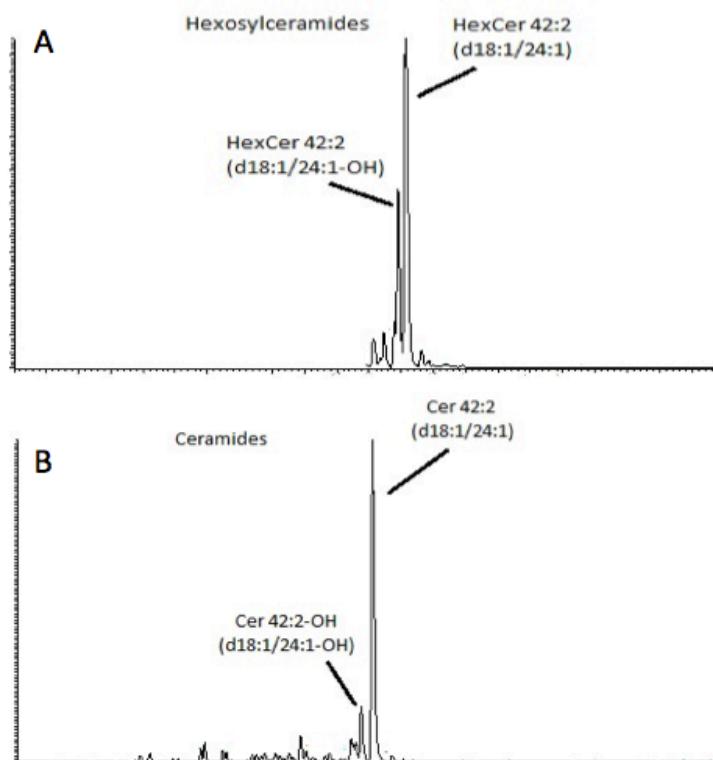 A
Hexosylceramides
HexCer 42:2
(d18:1/24:1)
HexCer 42:2
(d18:1/24:1-OH)
B
Ceramides
Cer 42:2
(d18:1/24:1)
Cer 42:2-OH
(d18:1/24:1-OH)